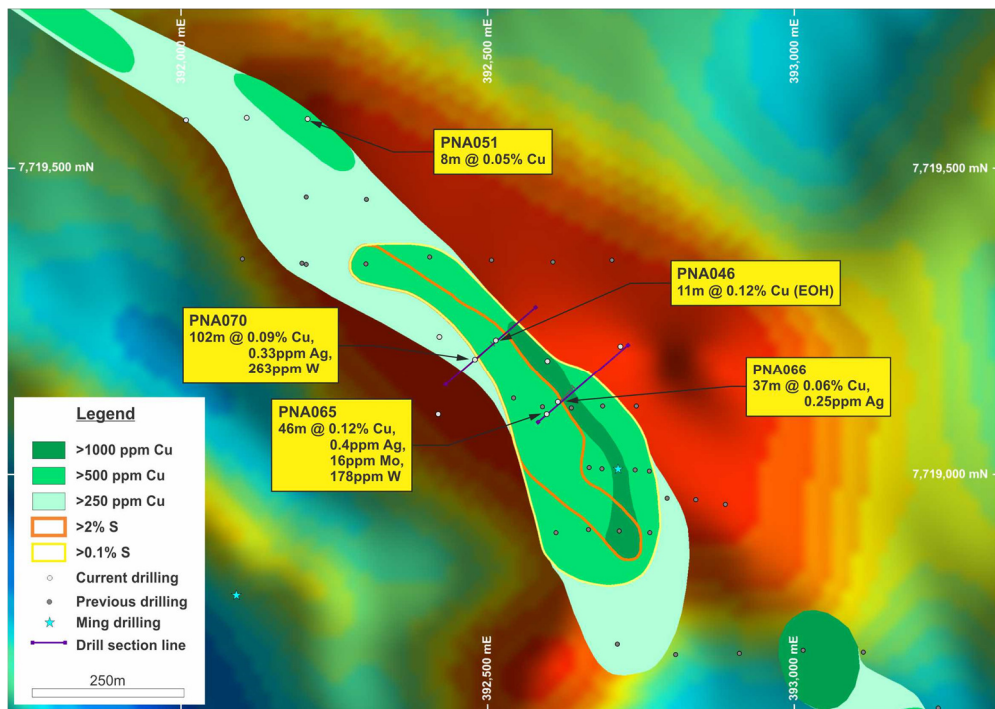 392,000 mE
392,500 mE
393,000 mE
PNA051
8m @ 0.05% Cu
7,719,500 mN
7,719,500 mN
PNA046
11m @ 0.12% Cu (EOH)
PNA070
102m @ 0.09% Cu,
0.33ppm Ag,
263ppm W
PNA066
37m @ 0.06% Cu,
0.25ppm Ag
PNA065
46m @ 0.12% Cu,
0.4ppm Ag,
16ppm Mo,
178ppm W
7,719,000 mN
Legend
>1000 ppm Cu
>500 ppm Cu
>250 ppm Cu
>2% S
>0.1% S
Current drilling
Previous drilling
Ming drilling
Drill section line
250m
392,500 mE
393,000 mE